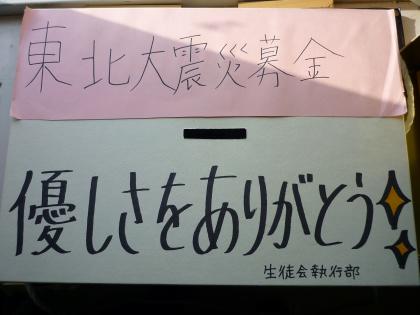 東北大震災募金
優しさをありがとう!
生徒会執行部